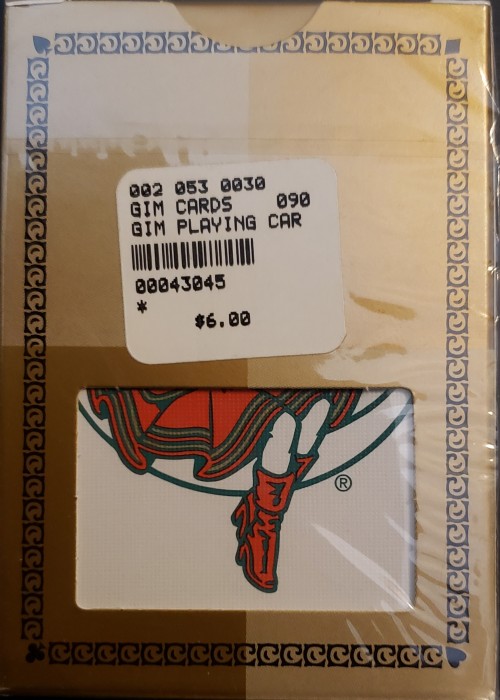 002 053 0030
GIM CARDS 090
GIM PLAYING CAR
00043045
*
$6.00
®